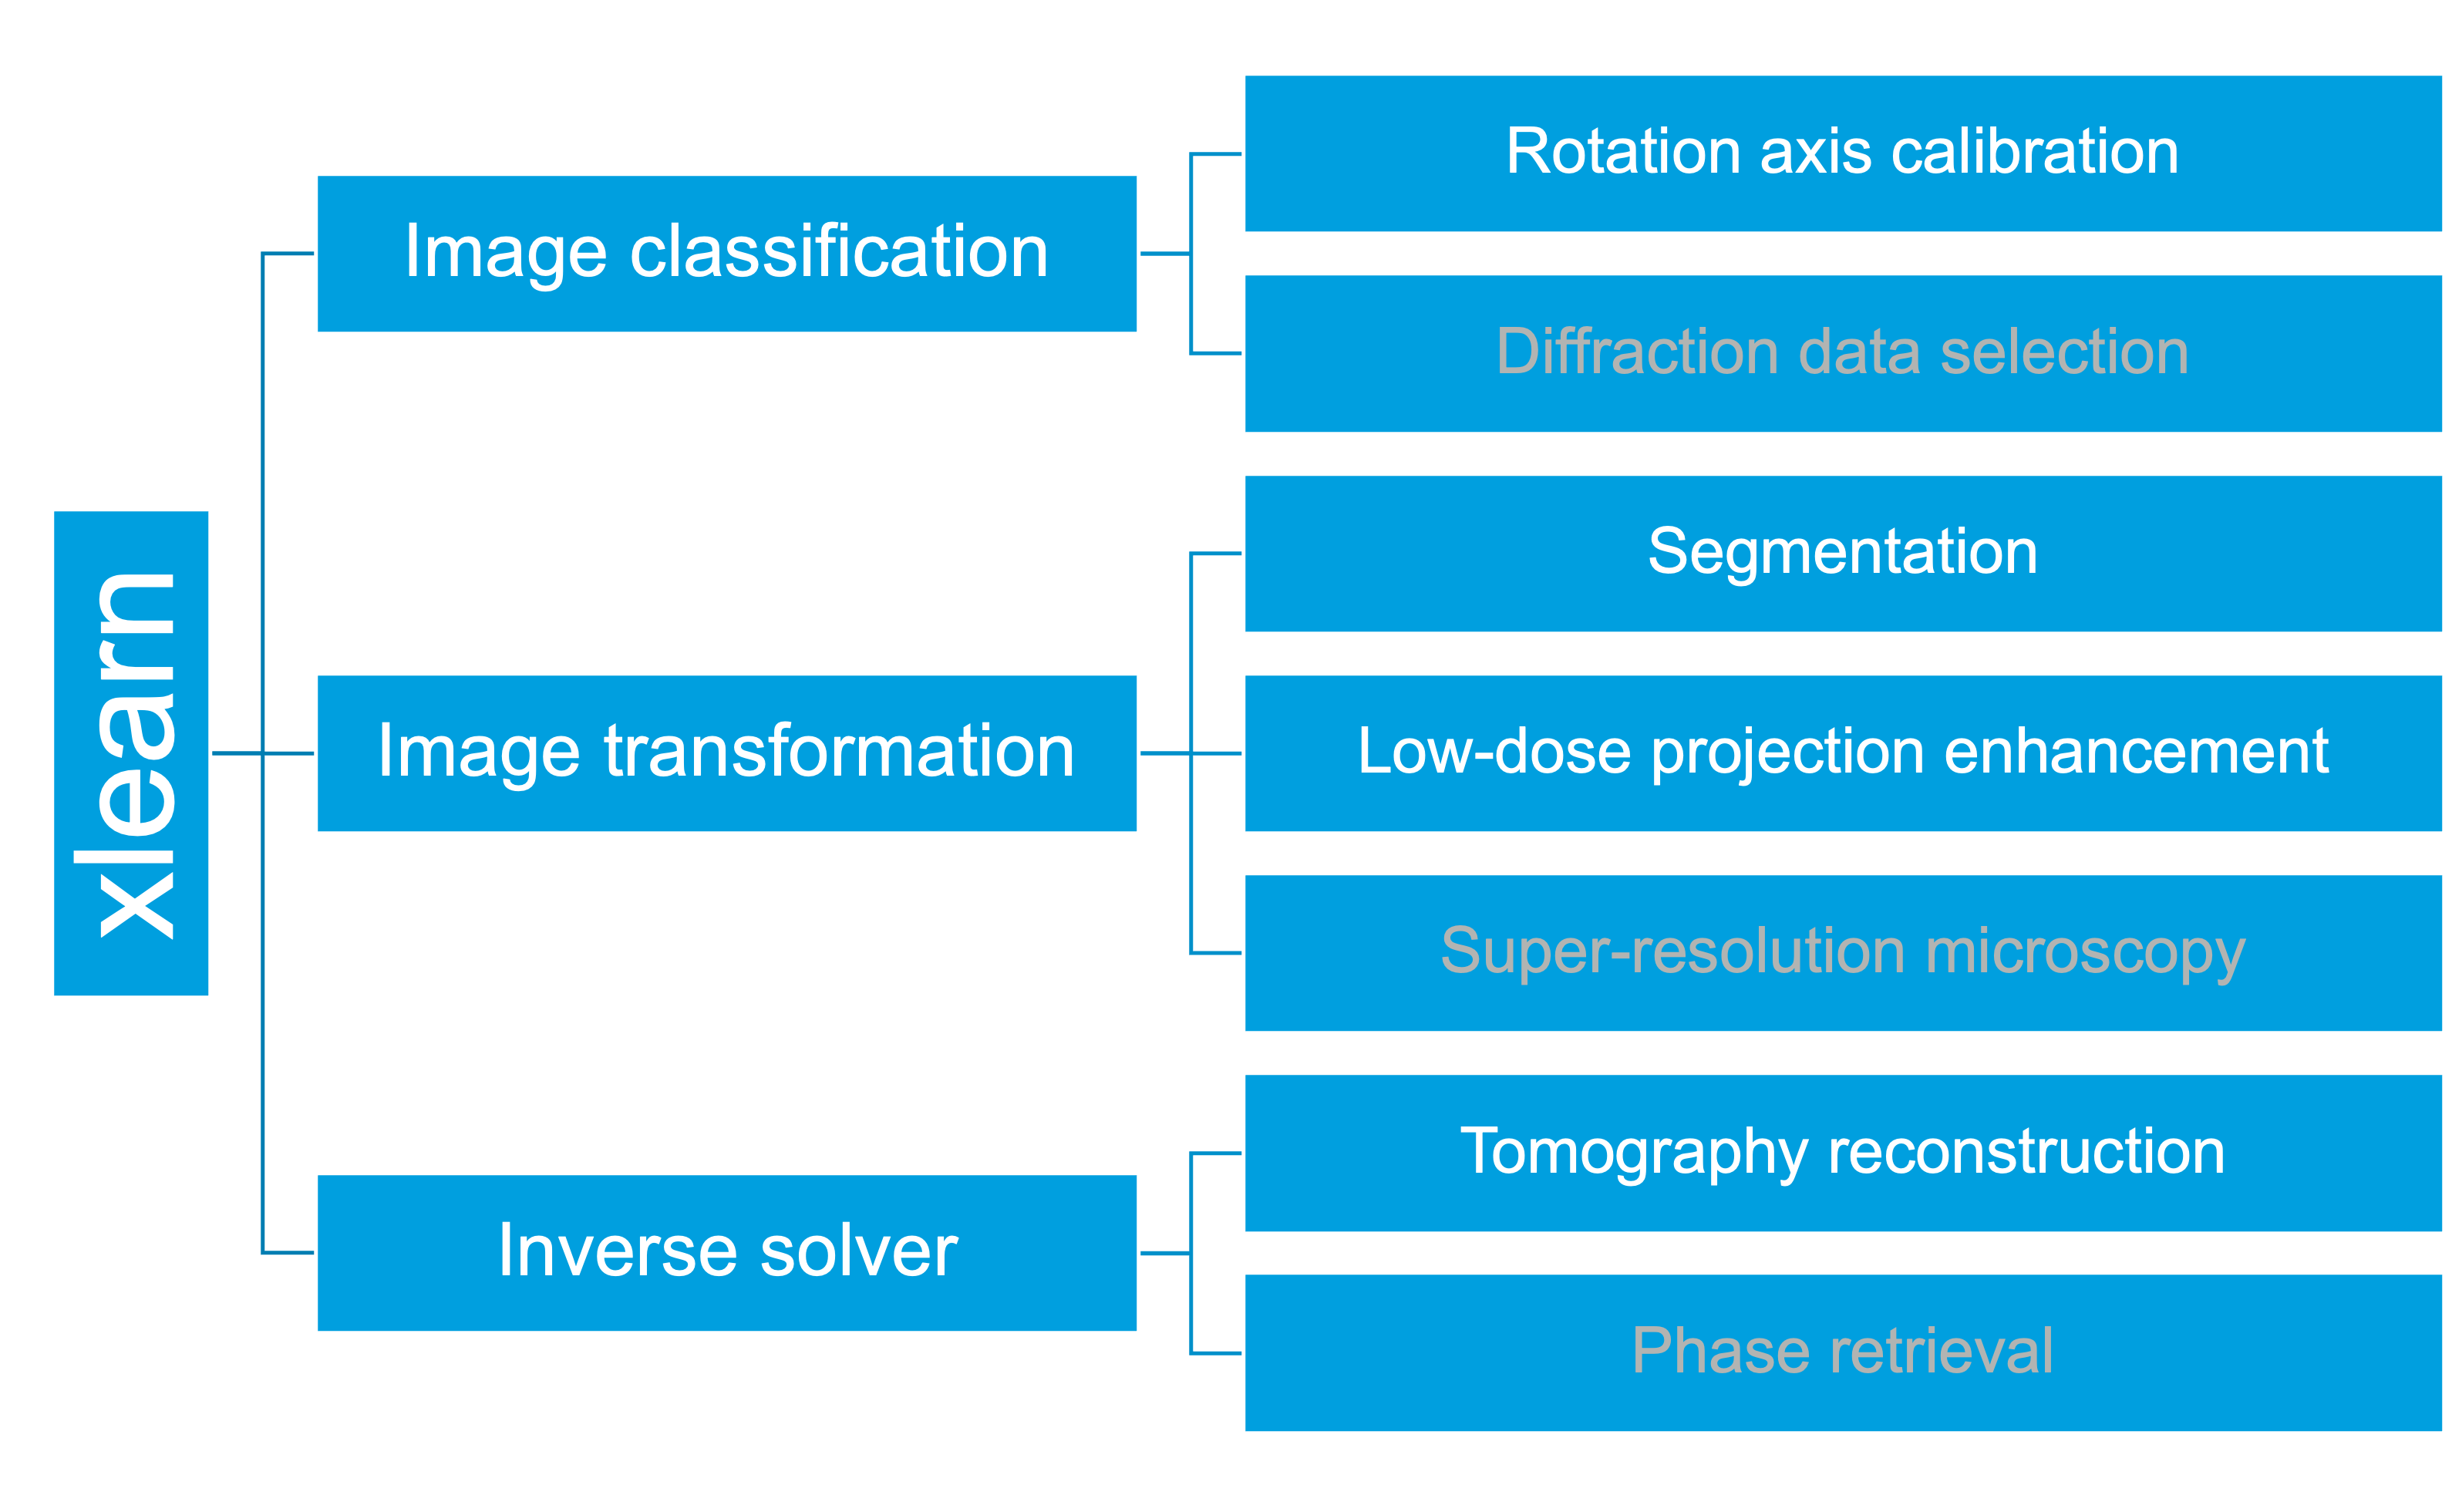 xlearn
Image classification
Rotation axis calibration
Diffraction data selection
Image transformation
Segmentation
Low-dose projection enhancement
Super-resolution microscopy
Inverse solver
Tomography reconstruction
Phase retrieval